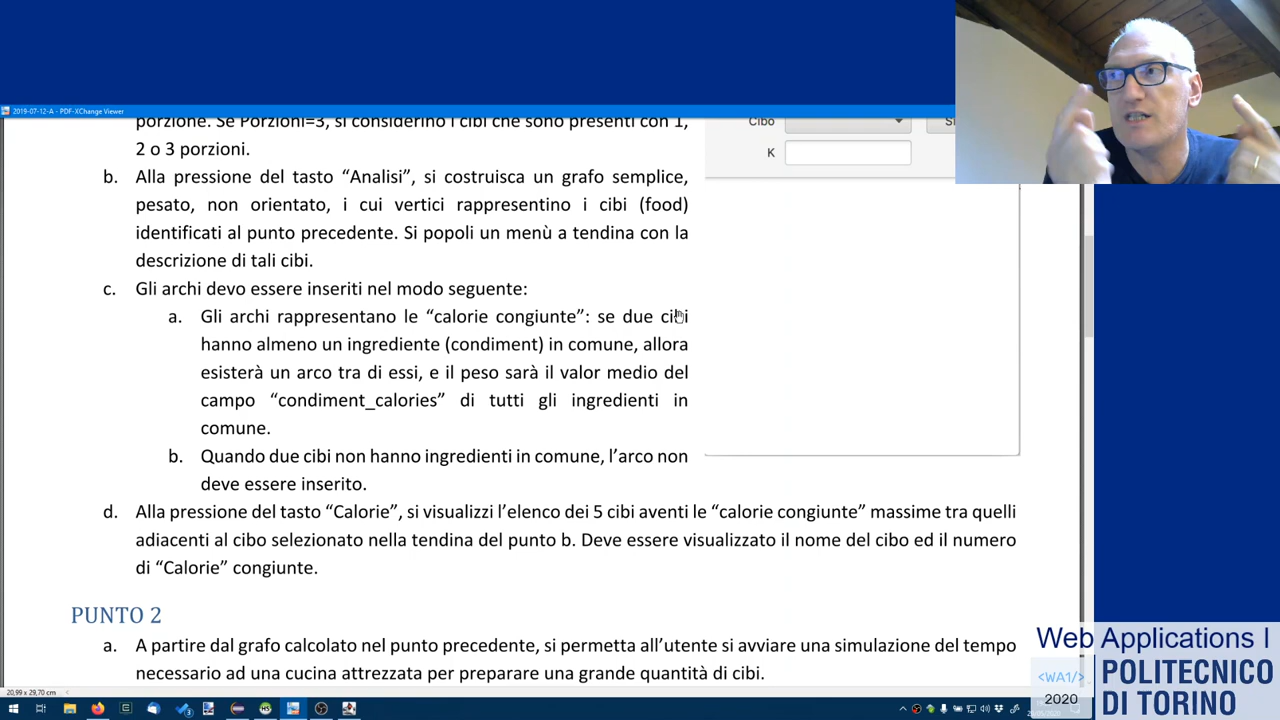 2019-07-12-A - PDF-XChange Viewer
porzione. Se Porzioni=3, si considerino i cibi che sono presenti con 1,
2 o 3 porzioni.
Cibo
K
b. Alla pressione del tasto “Analisi”, si costruisca un grafo semplice,
pesato, non orientato, i cui vertici rappresentino i cibi (food)
identificati al punto precedente. Si popoli un menù a tendina con la
descrizione di tali cibi.
c. Gli archi devo essere inseriti nel modo seguente:
a. Gli archi rappresentano le “calorie congiunte”: se due cibi
hanno almeno un ingrediente (condiment) in comune, allora
esisterà un arco tra di essi, e il peso sarà il valor medio del
campo “condiment_calories” di tutti gli ingredienti in
comune.
b. Quando due cibi non hanno ingredienti in comune, l’arco non
deve essere inserito.
d. Alla pressione del tasto “Calorie”, si visualizzi l’elenco dei 5 cibi aventi le “calorie congiunte” massime tra quelli
adiacenti al cibo selezionato nella tendina del punto b. Deve essere visualizzato il nome del cibo ed il numero
di “Calorie” congiunte.
PUNTO 2
a. A partire dal grafo calcolato nel punto precedente, si permetta all’utente si avviare una simulazione del tempo
necessario ad una cucina attrezzata per preparare una grande quantità di cibi.
20,99 x 29,70 cm
Web Applications I
<WA1/>
2020
POLITECNICO
DI TORINO